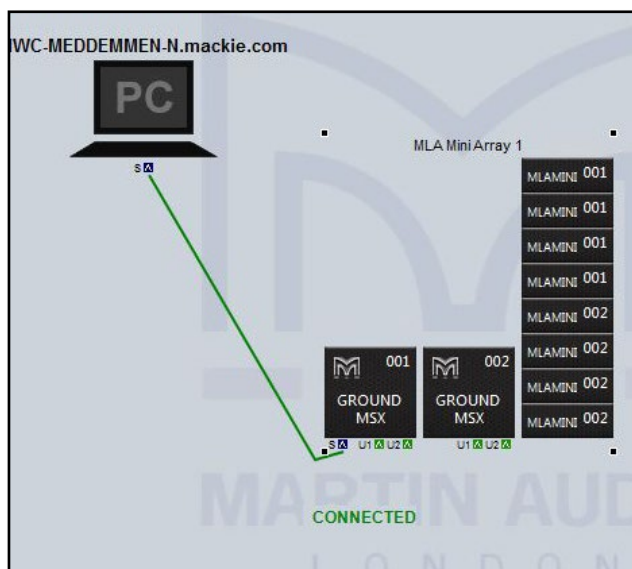 IWC-MEDDEMMEN-N.mackie.com
PC
S
MLA Mini Array 1
MLAMINI 001
MLAMINI 001
MLAMINI 001
MLAMINI 001
MLAMINI 002
MLAMINI 002
MLAMINI 002
MLAMINI 002
001
GROUND
MSX
002
GROUND
MSX
S U1 U2
U1 U2
CONNECTED
MARTIN AUD
LONDON